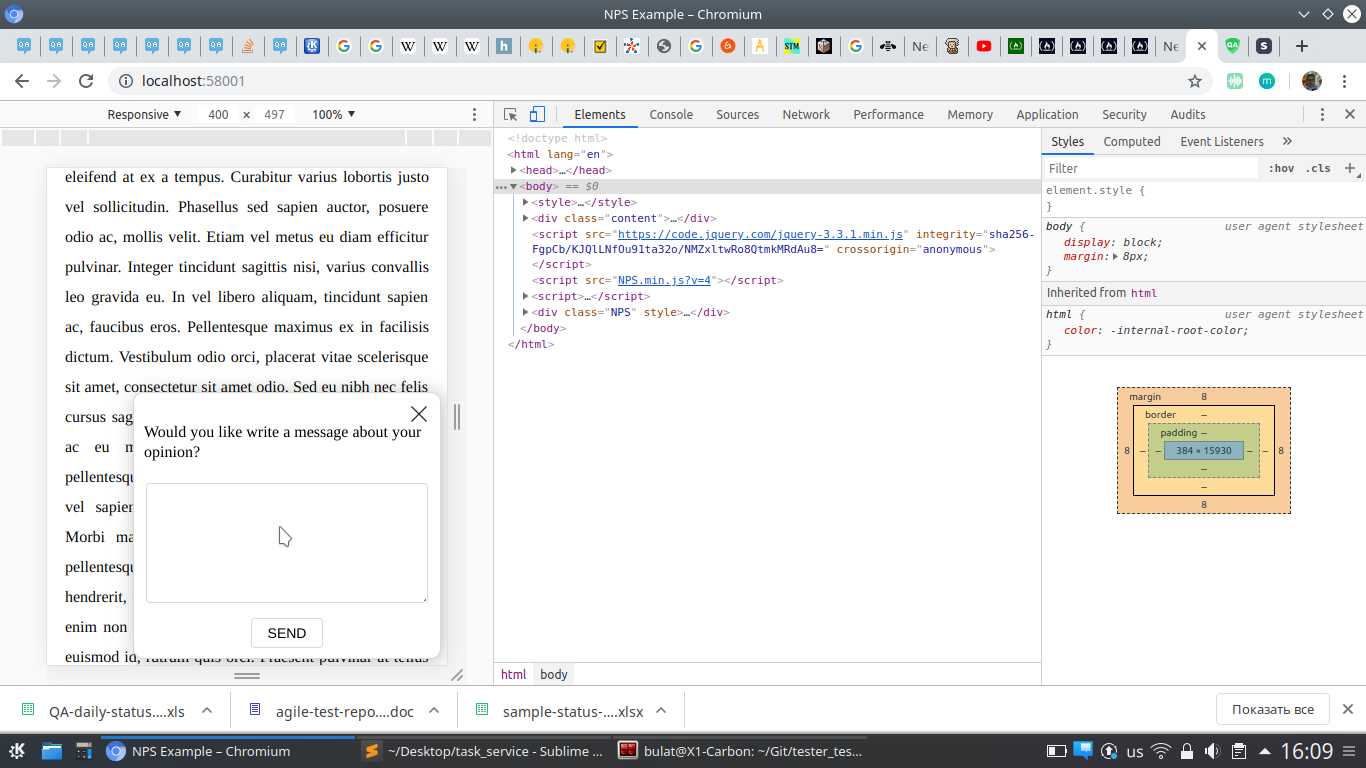 NPS Example – Chromium
Ne
Ne
localhost:58001
Responsive ▼ 400 × 497 100% ▼
Elements Console Sources Network Performance Memory Application Security Audits
eleifend at ex a tempus. Curabitur varius lobortis justo
vel sollicitudin. Phasellus sed sapien auctor, posuere
odio ac, mollis velit. Etiam vel metus eu diam efficitur
pulvinar. Integer tincidunt sagittis nisi, varius convallis
leo gravida eu. In vel libero aliquam, tincidunt sapien
ac, faucibus eros. Pellentesque maximus ex in facilisis
dictum. Vestibulum odio orci, placerat vitae scelerisque
sit amet, consectetur sit amet odio. Sed eu nibh nec felis
cursus sag
ac eu m
pellentesqu
vel sapien
Morbi ma
pellentesqu
hendrerit,
enim non
euismod id, rutrum quis orci. Praesent pulvinar at tellus
Would you like write a message about your
opinion?
SEND
<!doctype html>
<html lang="en">
<head>…</head>
<body> == $0
<style>…</style>
<div class="content">…</div>
<script src="https://code.jquery.com/jquery-3.3.1.min.js" integrity="sha256-
FgpCb/KJQlLNfOu91ta32o/NMZxltwRo8QtmkMRdAu8=" crossorigin="anonymous">
</script>
<script src="NPS.min.js?v=4"></script>
<script>…</script>
<div class="NPS" style>…</div>
</body>
</html>
html body
Styles Computed Event Listeners »
Filter :hov .cls +
element.style {
}
body { user agent stylesheet
display: block;
margin: 8px;
}
Inherited from html
html { user agent stylesheet
color: -internal-root-color;
}
margin 8
border –
padding –
8 – – 384 × 15930 – – 8
–
–
8
QA-daily-status....xls
agile-test-repo....doc
sample-status-....xlsx
Показать все
NPS Example – Chromium
~/Desktop/task_service - Sublime ...
bulat@X1-Carbon: ~/Git/tester_tes...
us
16:09